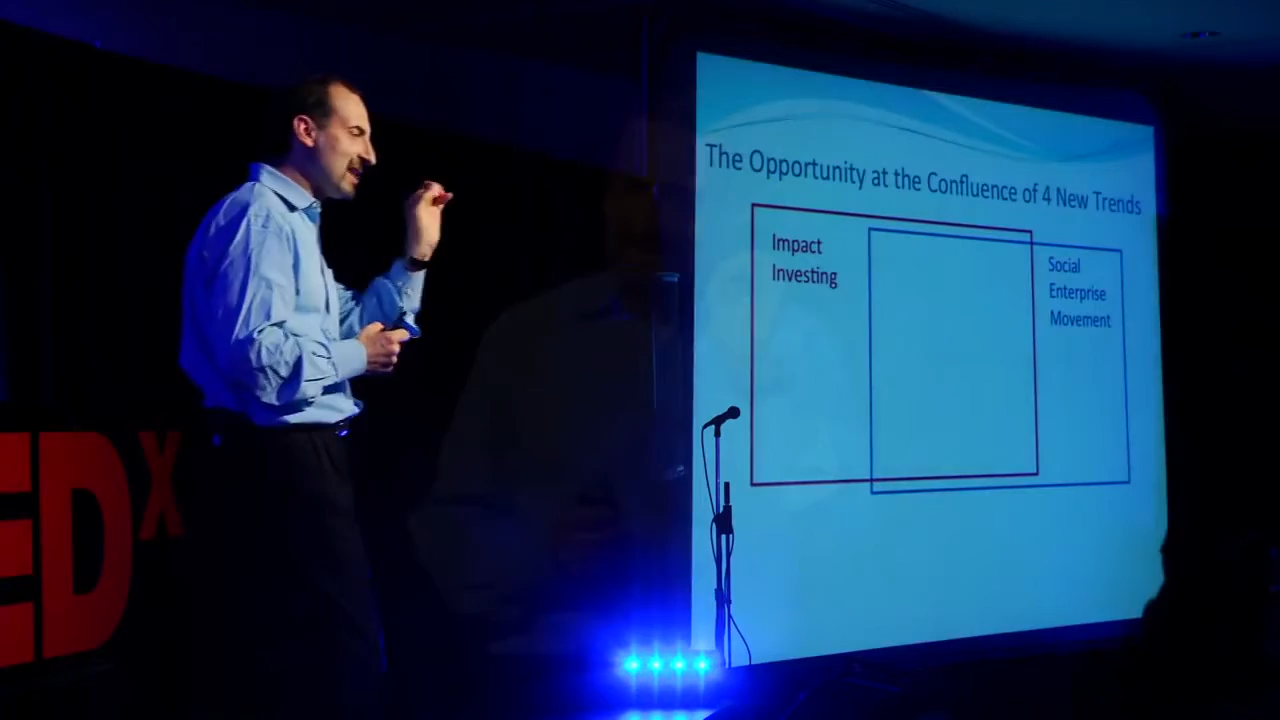 The Opportunity at the Confluence of 4 New Trends
Impact
Investing
Social
Enterprise
Movement
EDx